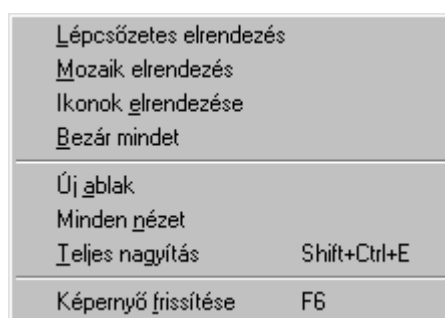 Lépcsőzetes elrendezés
Mozaik elrendezés
Ikonok elrendezése
Bezár mindet
Új ablak
Minden nézet
Teljes nagyítás Shift+Ctrl+E
Képernyő frissítése F6